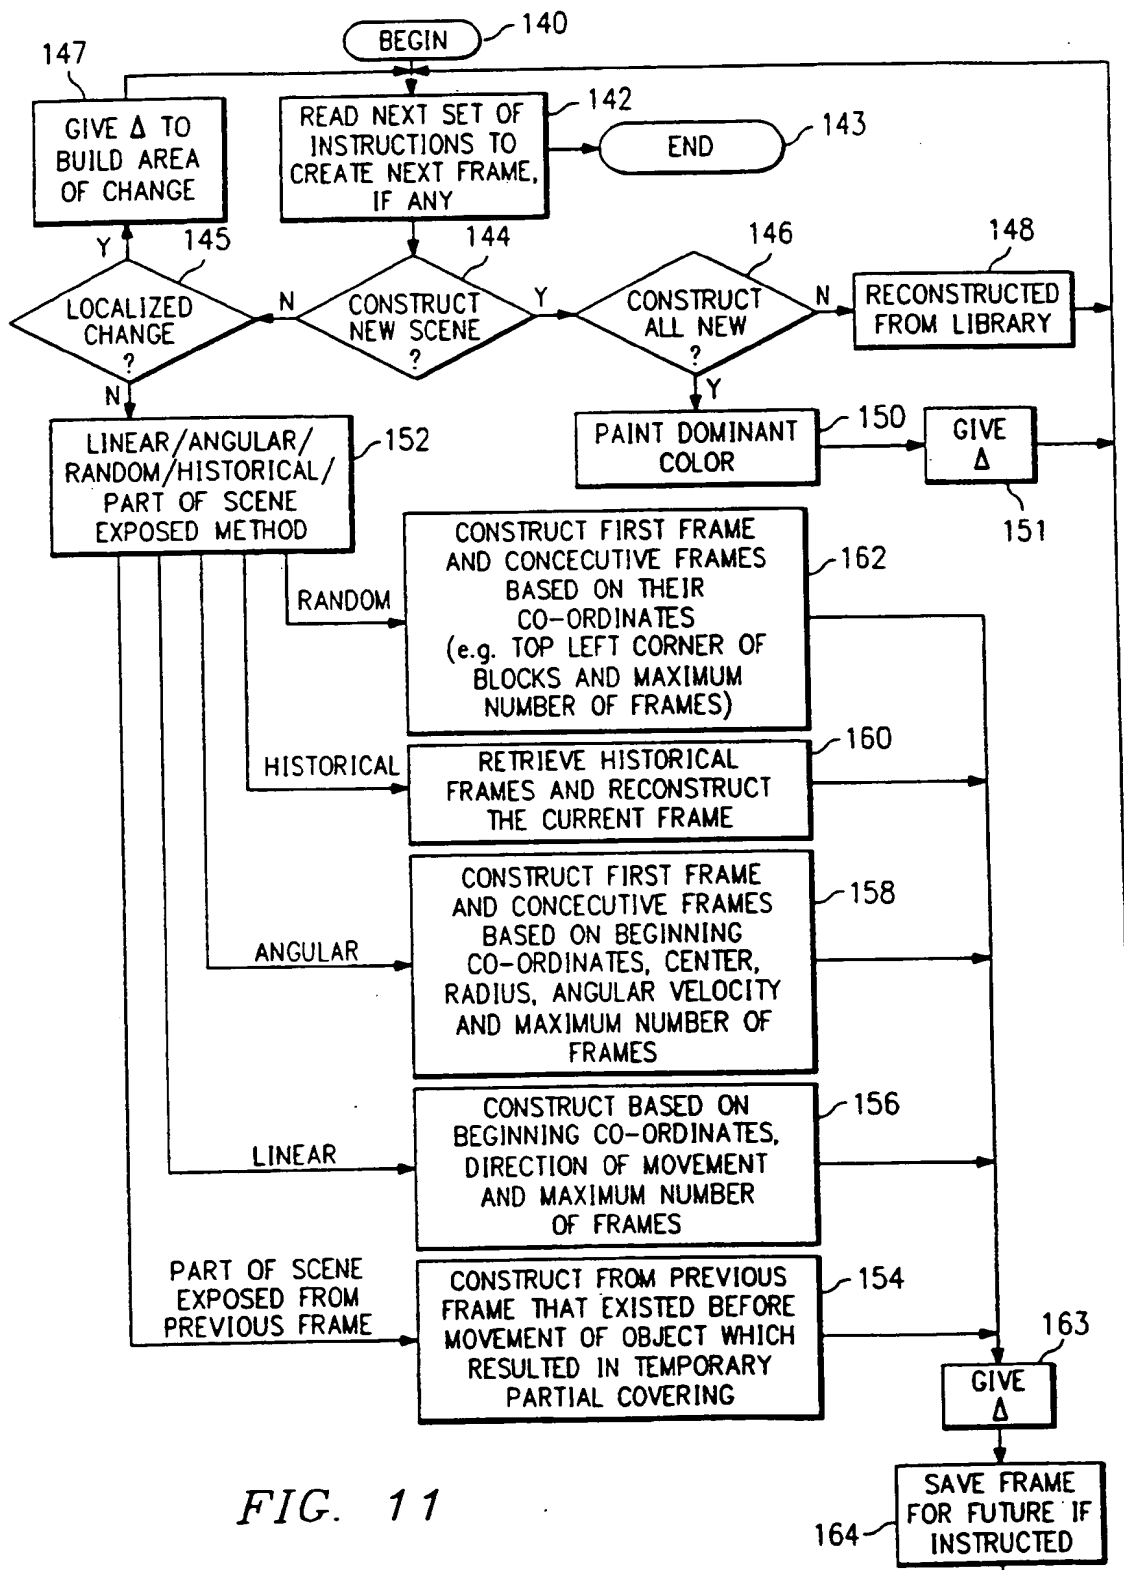 BEGIN
140
147
GIVE Δ TO
BUILD AREA
OF CHANGE
READ NEXT SET OF
INSTRUCTIONS TO
CREATE NEXT FRAME,
IF ANY
142
END
143
Y
145
144
146
148
LOCALIZED
CHANGE
?
N
CONSTRUCT
NEW SCENE
?
Y
CONSTRUCT
ALL NEW
?
N
RECONSTRUCTED
FROM LIBRARY
N
Y
LINEAR/ANGULAR/
RANDOM/HISTORICAL/
PART OF SCENE
EXPOSED METHOD
152
PAINT DOMINANT
COLOR
150
GIVE
Δ
151
RANDOM
CONSTRUCT FIRST FRAME
AND CONCECUTIVE FRAMES
BASED ON THEIR
CO-ORDINATES
(e.g. TOP LEFT CORNER OF
BLOCKS AND MAXIMUM
NUMBER OF FRAMES)
162
HISTORICAL
RETRIEVE HISTORICAL
FRAMES AND RECONSTRUCT
THE CURRENT FRAME
160
ANGULAR
CONSTRUCT FIRST FRAME
AND CONCECUTIVE FRAMES
BASED ON BEGINNING
CO-ORDINATES, CENTER,
RADIUS, ANGULAR VELOCITY
AND MAXIMUM NUMBER OF
FRAMES
158
LINEAR
CONSTRUCT BASED ON
BEGINNING CO-ORDINATES,
DIRECTION OF MOVEMENT
AND MAXIMUM NUMBER
OF FRAMES
156
PART OF SCENE
EXPOSED FROM
PREVIOUS FRAME
CONSTRUCT FROM PREVIOUS
FRAME THAT EXISTED BEFORE
MOVEMENT OF OBJECT WHICH
RESULTED IN TEMPORARY
PARTIAL COVERING
154
163
GIVE
Δ
SAVE FRAME
FOR FUTURE IF
INSTRUCTED
164
FIG. 11